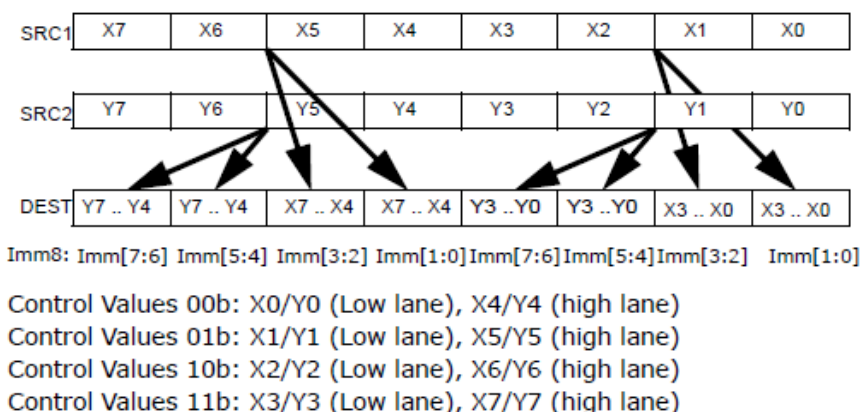 SRC1 X7 X6 X5 X4 X3 X2 X1 X0
SRC2 Y7 Y6 Y5 Y4 Y3 Y2 Y1 Y0
DEST Y7 .. Y4 Y7 .. Y4 X7 .. X4 X7 .. X4 Y3 ..Y0 Y3 ..Y0 X3 .. X0 X3 .. X0
Imm8: Imm[7:6] Imm[5:4] Imm[3:2] Imm[1:0] Imm[7:6] Imm[5:4] Imm[3:2] Imm[1:0]
Control Values 00b: X0/Y0 (Low lane), X4/Y4 (high lane)
Control Values 01b: X1/Y1 (Low lane), X5/Y5 (high lane)
Control Values 10b: X2/Y2 (Low lane), X6/Y6 (high lane)
Control Values 11b: X3/Y3 (Low lane), X7/Y7 (high lane)